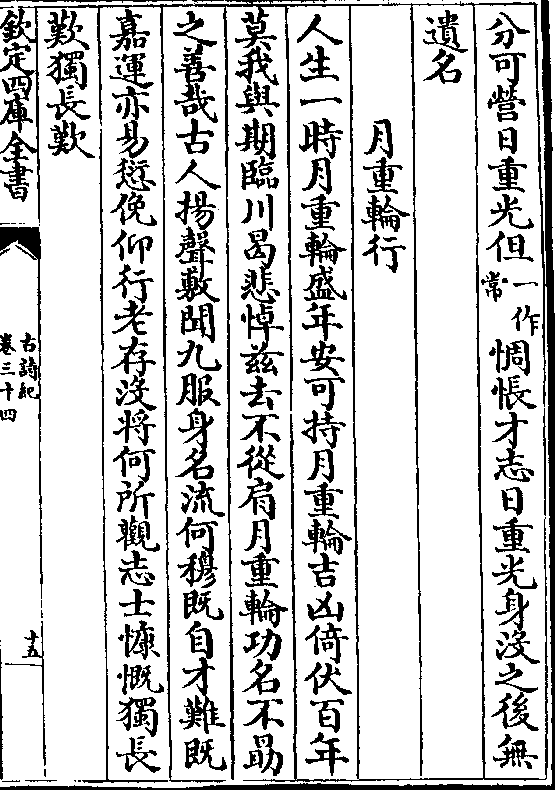 分可營日重光但一作常惆悵才志日重光身沒之後無
遺名
月重輪行
人生一時月重輪盛年安可持月重輪吉凶倚伏百年
莫我與期臨川曷悲悼兹去不從肩月重輪功名不勗
之善哉古人揚聲敷聞九服身名流何穆既自才難既
嘉運亦易愆俛仰行老存沒將何所觀志士慷慨獨長
歎獨長歎
欽定四庫全書
古詩紀
卷三十四
十五